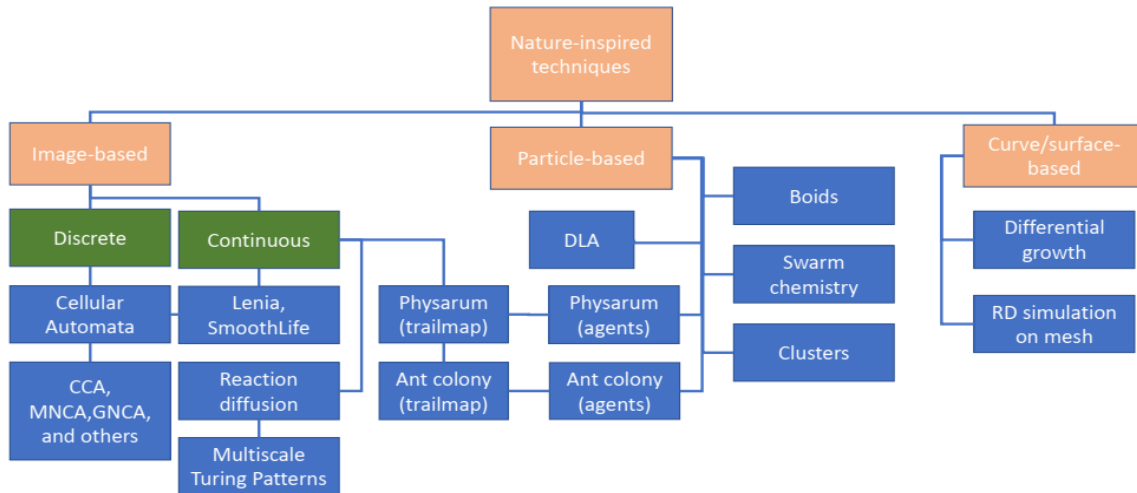 Nature-inspired
techniques
Image-based
Particle-based
Curve/surface-
based
Discrete
Continuous
Cellular
Automata
Lenia,
SmoothLife
CCA,
MNCA,GNCA,
and others
Reaction
diffusion
Multiscale
Turing Patterns
Physarum
(trailmap)
Ant colony
(trailmap)
DLA
Physarum
(agents)
Ant colony
(agents)
Boids
Swarm
chemistry
Clusters
Differential
growth
RD simulation
on mesh